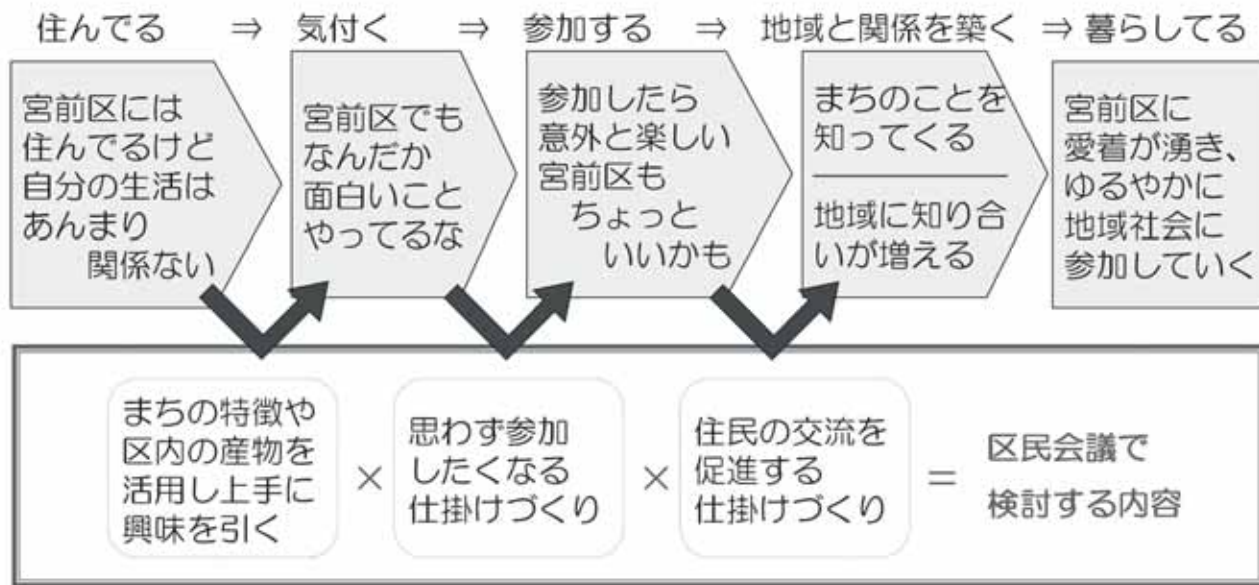 住んでる ⇒ 気付く ⇒ 参加する ⇒ 地域と関係を築く ⇒ 暮らしてる
宮前区には
住んでるけど
自分の生活は
あんまり
関係ない
宮前区でも
なんだか
面白いこと
やってるな
参加したら
意外と楽しい
宮前区も
ちょっと
いいかも
まちのことを
知ってくる
地域に知り合
いが増える
宮前区に
愛着が湧き、
ゆるやかに
地域社会に
参加していく
まちの特徴や
区内の産物を
活用し上手に
興味を引く
×
思わず参加
したくなる
仕掛けづくり
×
住民の交流を
促進する
仕掛けづくり
=
区民会議で
検討する内容